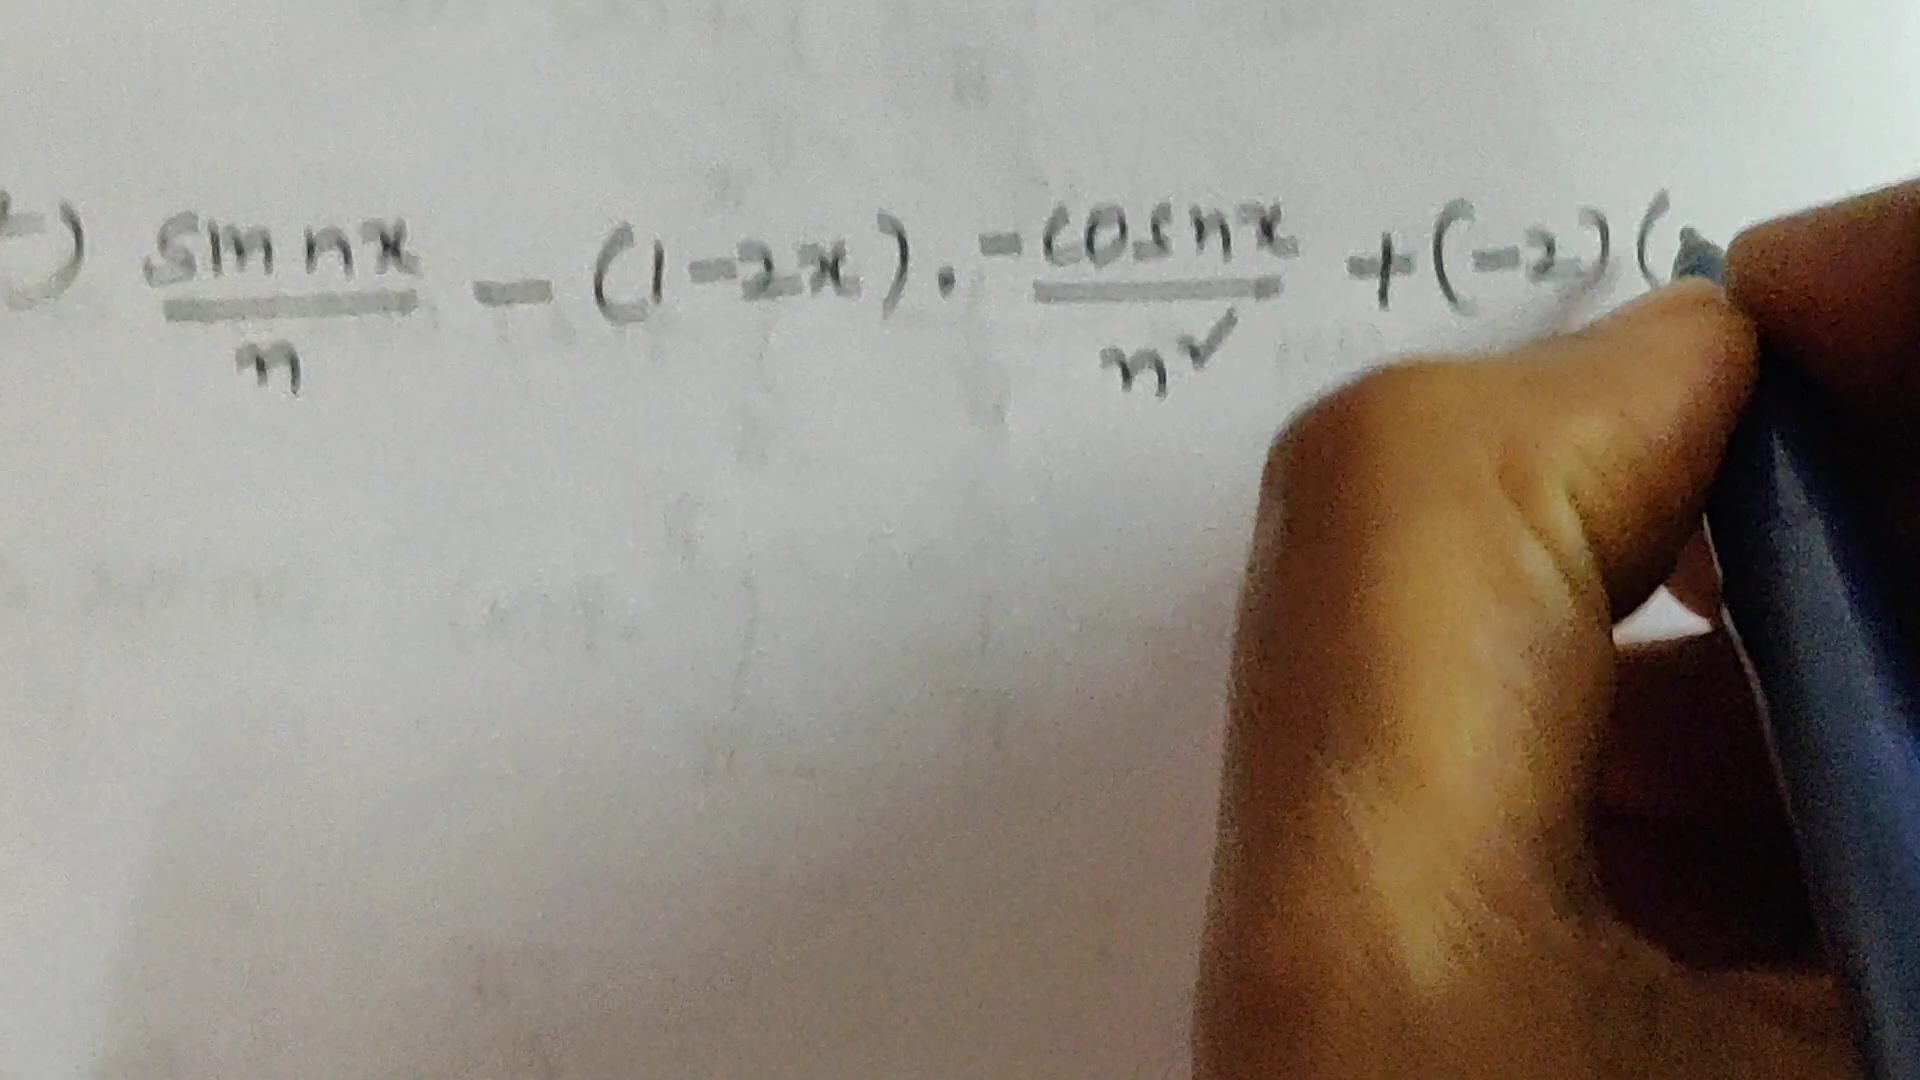 ) sin nx / n - (1-2x) . -cos nx / n² + (-2) (